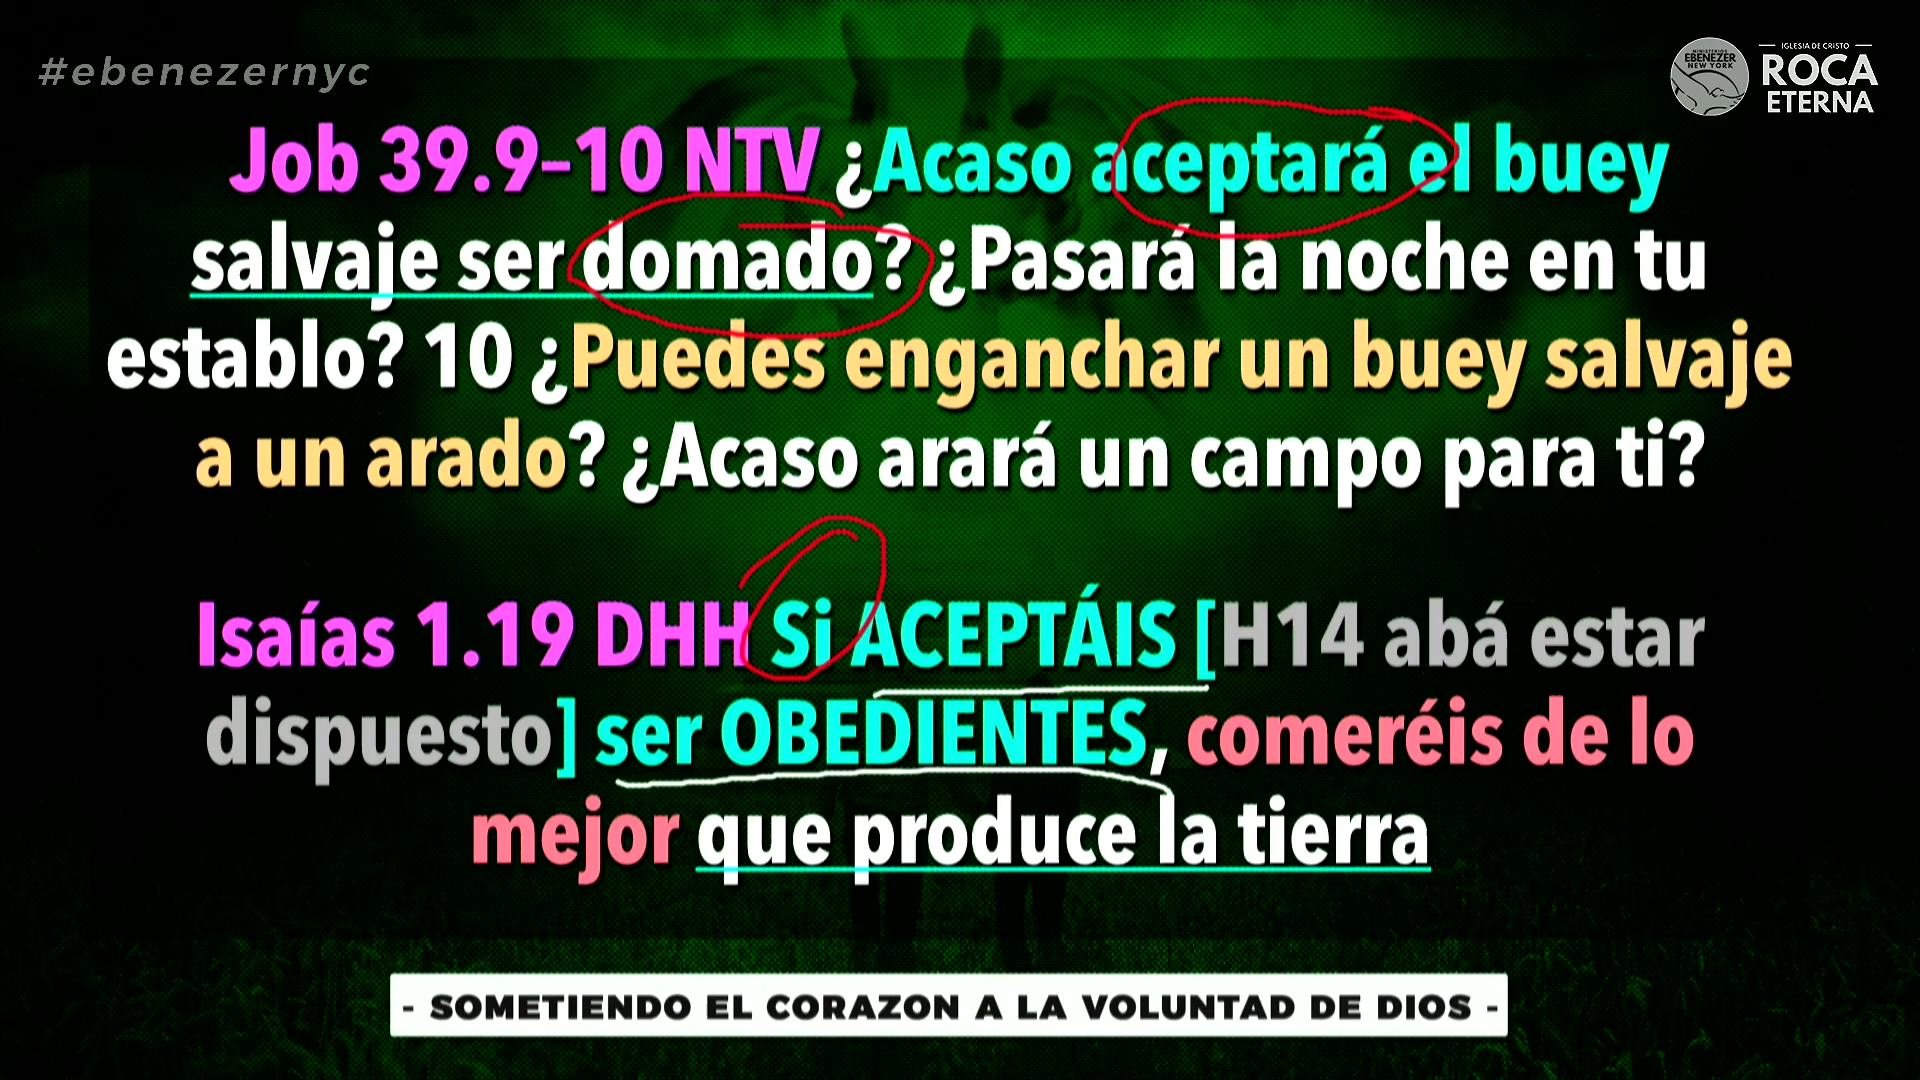 #ebenezernyc
MINISTERIOS
EBENEZER
NEW YORK
IGLESIA DE CRISTO
ROCA
ETERNA
Job 39.9–10 NTV ¿Acaso aceptará el buey
salvaje ser domado? ¿Pasará la noche en tu
establo? 10 ¿Puedes enganchar un buey salvaje
a un arado? ¿Acaso arará un campo para ti?
Isaías 1.19 DHH Si ACEPTÁIS [H14 abá estar
dispuesto] ser OBEDIENTES, comeréis de lo
mejor que produce la tierra
- SOMETIENDO EL CORAZON A LA VOLUNTAD DE DIOS -